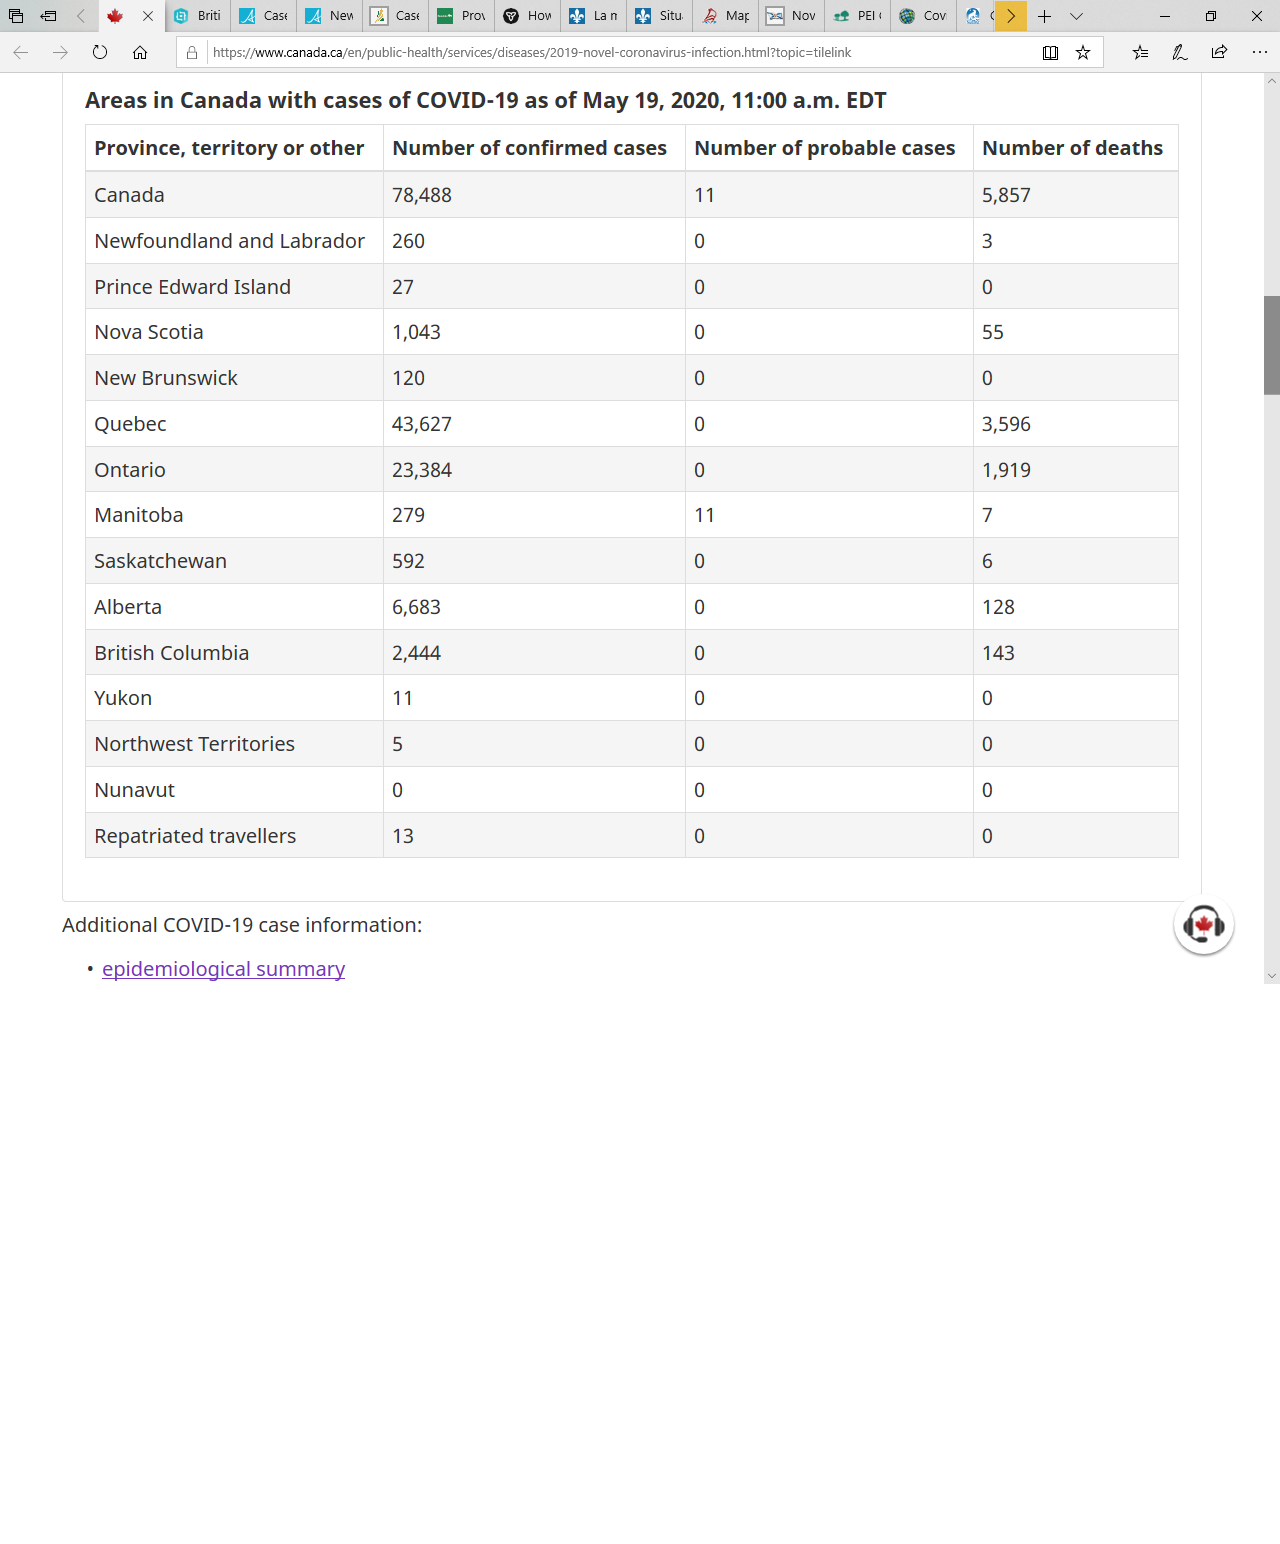 Briti Case New Case Prov How La m Situ Map Nov PEI Cov
https://www.canada.ca/en/public-health/services/diseases/2019-novel-coronavirus-infection.html?topic=tilelink
Areas in Canada with cases of COVID-19 as of May 19, 2020, 11:00 a.m. EDT
Province, territory or other Number of confirmed cases Number of probable cases Number of deaths
Canada 78,488 11 5,857
Newfoundland and Labrador 260 0 3
Prince Edward Island 27 0 0
Nova Scotia 1,043 0 55
New Brunswick 120 0 0
Quebec 43,627 0 3,596
Ontario 23,384 0 1,919
Manitoba 279 11 7
Saskatchewan 592 0 6
Alberta 6,683 0 128
British Columbia 2,444 0 143
Yukon 11 0 0
Northwest Territories 5 0 0
Nunavut 0 0 0
Repatriated travellers 13 0 0
Additional COVID-19 case information:
• epidemiological summary